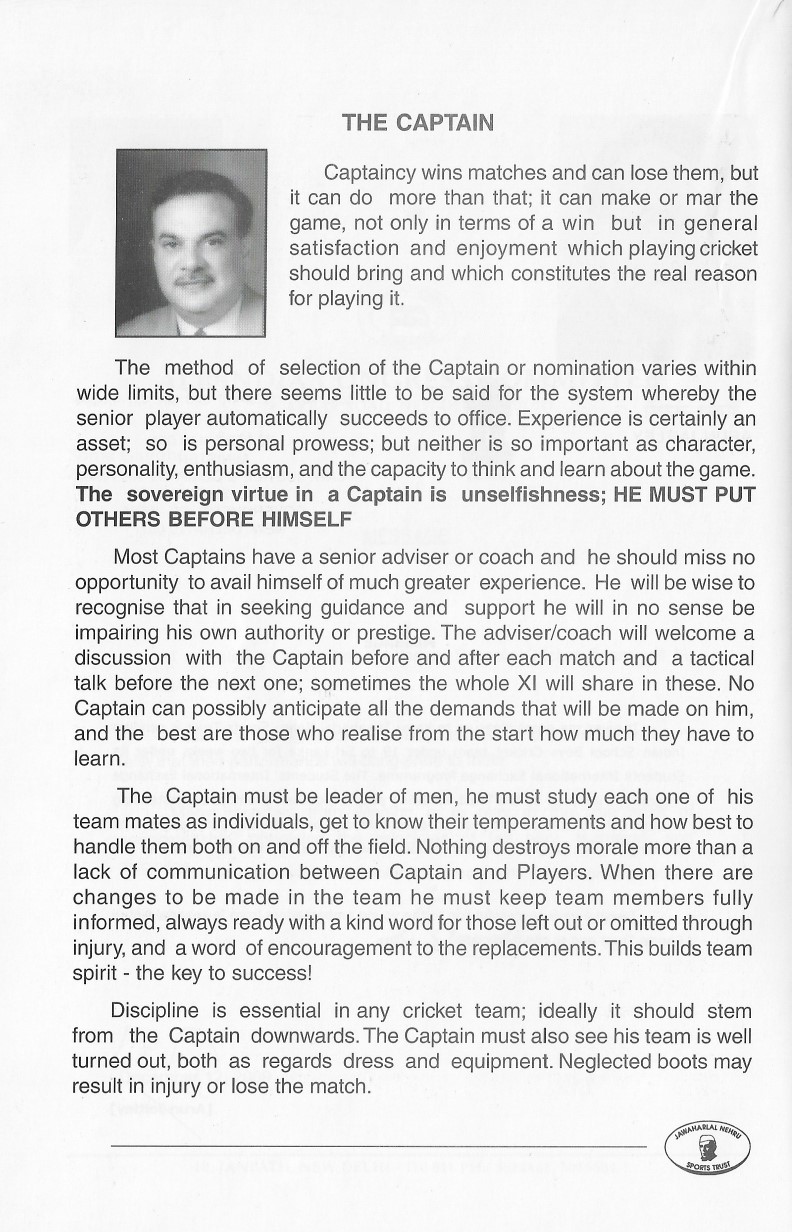 THE CAPTAIN
Captaincy wins matches and can lose them, but
it can do more than that; it can make or mar the
game, not only in terms of a win but in general
satisfaction and enjoyment which playing cricket
should bring and which constitutes the real reason
for playing it.
The method of selection of the Captain or nomination varies within
wide limits, but there seems little to be said for the system whereby the
senior player automatically succeeds to office. Experience is certainly an
asset; so is personal prowess; but neither is so important as character,
personality, enthusiasm, and the capacity to think and learn about the game.
The sovereign virtue in a Captain is unselfishness; HE MUST PUT
OTHERS BEFORE HIMSELF
Most Captains have a senior adviser or coach and he should miss no
opportunity to avail himself of much greater experience. He will be wise to
recognise that in seeking guidance and support he will in no sense be
impairing his own authority or prestige. The adviser/coach will welcome a
discussion with the Captain before and after each match and a tactical
talk before the next one; sometimes the whole XI will share in these. No
Captain can possibly anticipate all the demands that will be made on him,
and the best are those who realise from the start how much they have to
learn.
The Captain must be leader of men, he must study each one of his
team mates as individuals, get to know their temperaments and how best to
handle them both on and off the field. Nothing destroys morale more than a
lack of communication between Captain and Players. When there are
changes to be made in the team he must keep team members fully
informed, always ready with a kind word for those left out or omitted through
injury, and a word of encouragement to the replacements. This builds team
spirit - the key to success!
Discipline is essential in any cricket team; ideally it should stem
from the Captain downwards. The Captain must also see his team is well
turned out, both as regards dress and equipment. Neglected boots may
result in injury or lose the match.
JAWAHARLAL NEHRU
SPORTS TRUST